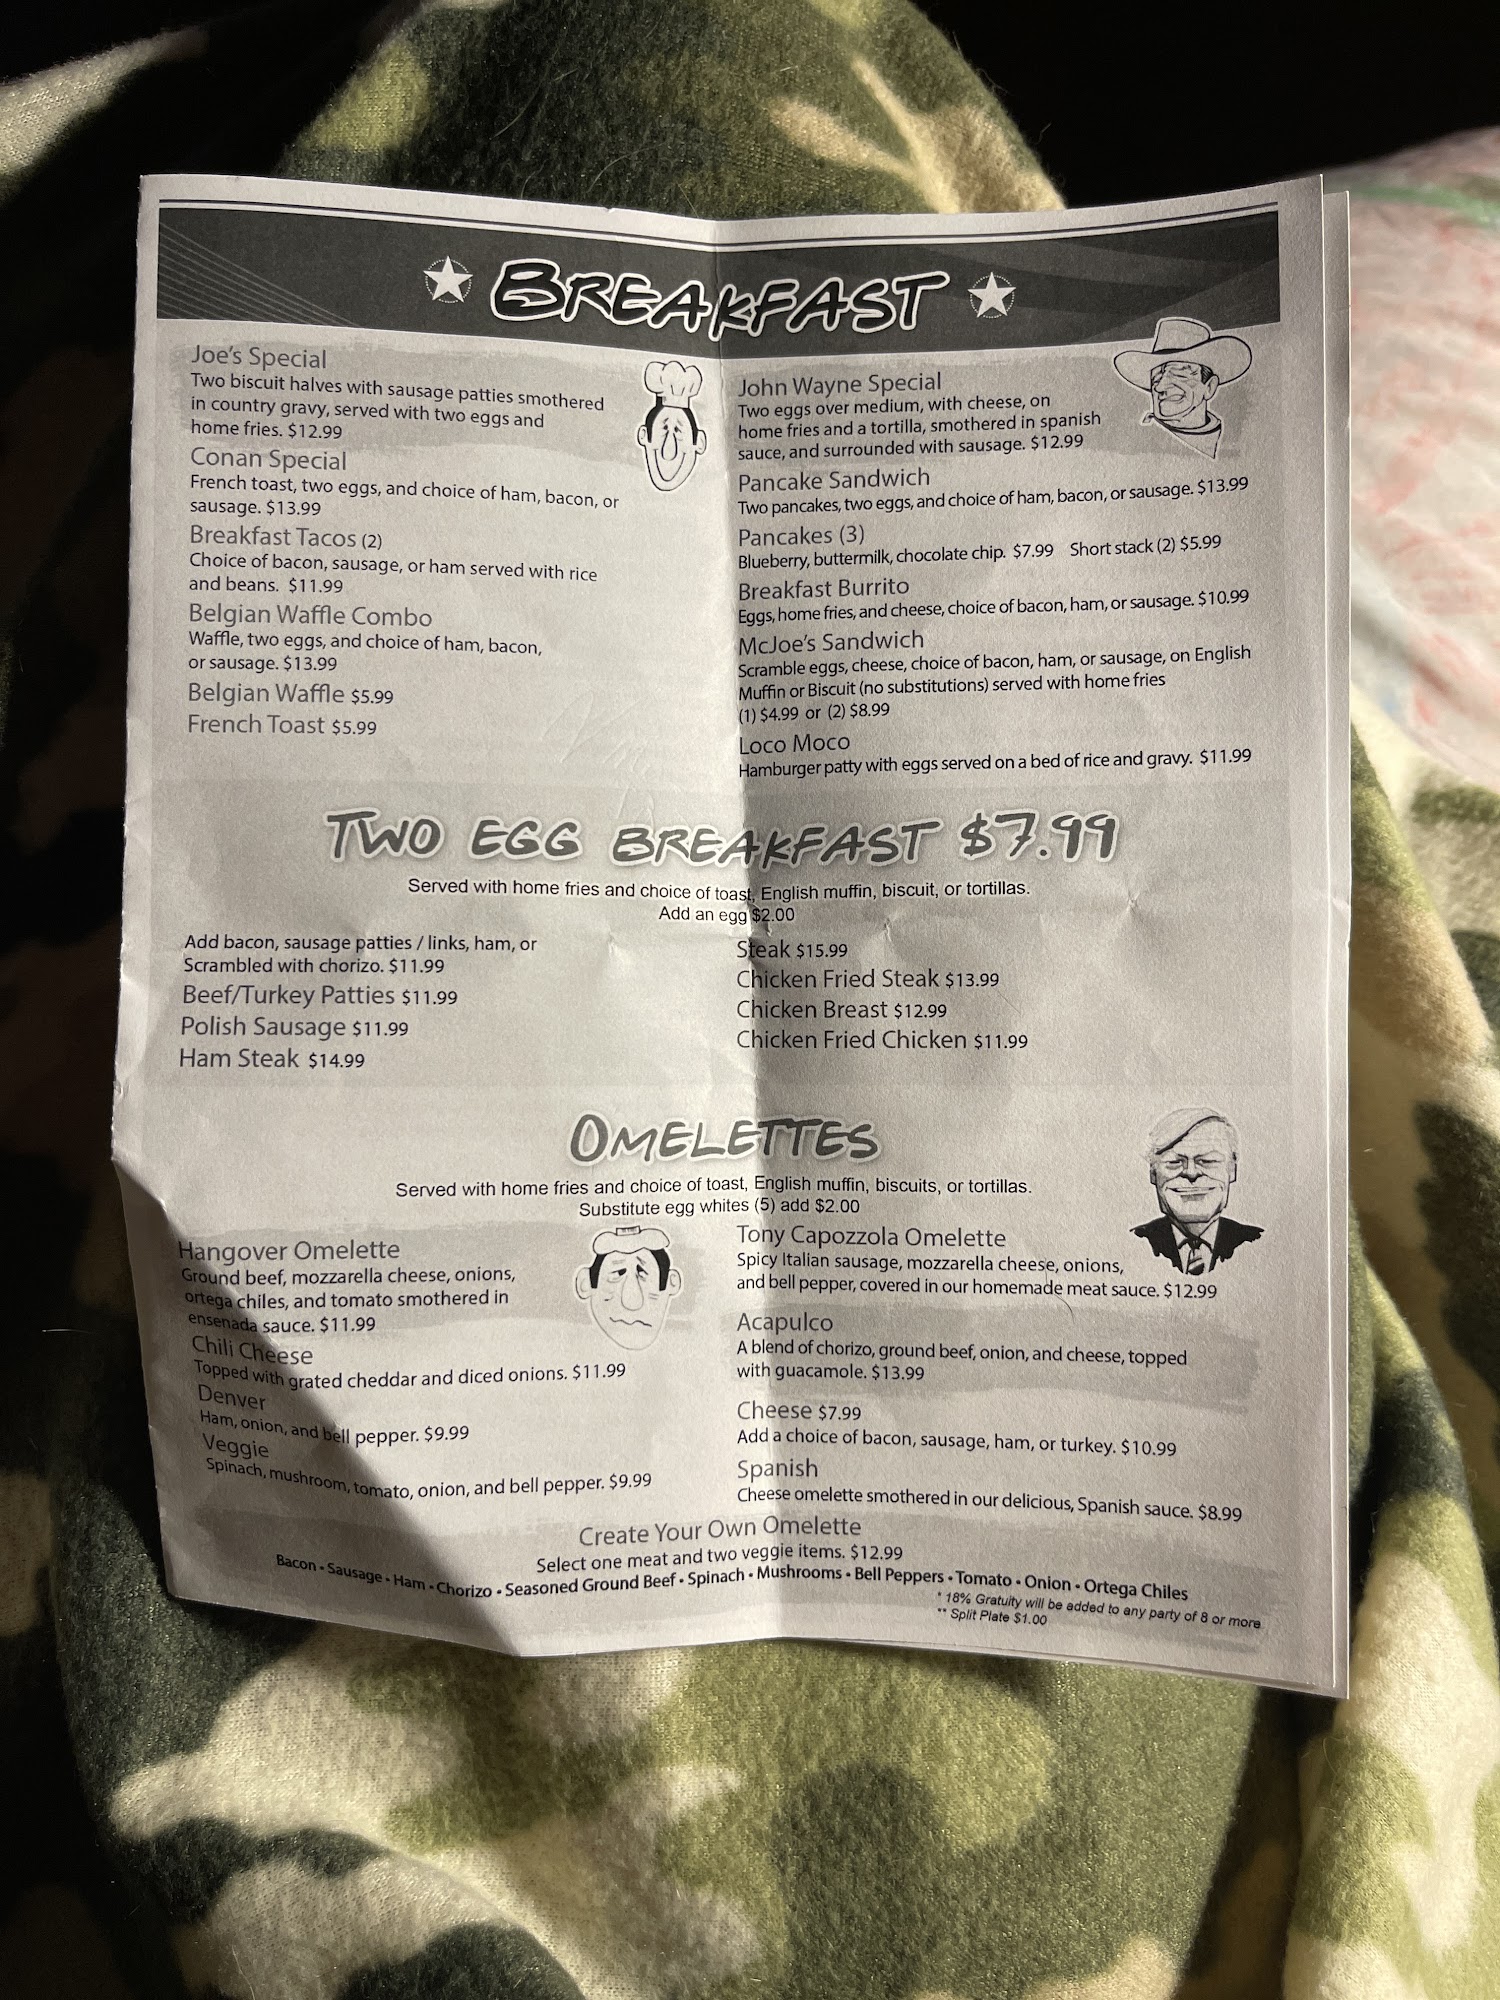 BREAKFAST
Joe's Special
Two biscuit halves with sausage patties smothered
in country gravy, served with two eggs and
home fries. $12.99
Conan Special
French toast, two eggs, and choice of ham, bacon, or
sausage. $13.99
Breakfast Tacos (2)
Choice of bacon, sausage, or ham served with rice
and beans. $11.99
Belgian Waffle Combo
Waffle, two eggs, and choice of ham, bacon,
or sausage. $13.99
Belgian Waffle $5.99
French Toast $5.99
John Wayne Special
Two eggs over medium, with cheese, on
home fries and a tortilla, smothered in spanish
sauce, and surrounded with sausage. $12.99
Pancake Sandwich
Two pancakes, two eggs, and choice of ham, bacon, or sausage. $13.99
Pancakes (3)
Blueberry, buttermilk, chocolate chip. $7.99 Short stack (2) $5.99
Breakfast Burrito
Eggs, home fries, and cheese, choice of bacon, ham, or sausage. $10.99
McJoe's Sandwich
Scramble eggs, cheese, choice of bacon, ham, or sausage, on English
Muffin or Biscuit (no substitutions) served with home fries
(1) $4.99 or (2) $8.99
Loco Moco
Hamburger patty with eggs served on a bed of rice and gravy. $11.99
TWO EGG BREAKFAST $7.99
Served with home fries and choice of toast, English muffin, biscuit, or tortillas.
Add an egg $2.00
Add bacon, sausage patties / links, ham, or
Scrambled with chorizo. $11.99
Beef/Turkey Patties $11.99
Polish Sausage $11.99
Ham Steak $14.99
Steak $15.99
Chicken Fried Steak $13.99
Chicken Breast $12.99
Chicken Fried Chicken $11.99
OMELETTES
Served with home fries and choice of toast, English muffin, biscuits, or tortillas.
Substitute egg whites (5) add $2.00
Hangover Omelette
Ground beef, mozzarella cheese, onions,
ortega chiles, and tomato smothered in
ensenada sauce. $11.99
Chili Cheese
Topped with grated cheddar and diced onions. $11.99
Denver
Ham, onion, and bell pepper. $9.99
Veggie
Spinach, mushroom, tomato, onion, and bell pepper. $9.99
Tony Capozzola Omelette
Spicy Italian sausage, mozzarella cheese, onions,
and bell pepper, covered in our homemade meat sauce. $12.99
Acapulco
A blend of chorizo, ground beef, onion, and cheese, topped
with guacamole. $13.99
Cheese $7.99
Add a choice of bacon, sausage, ham, or turkey. $10.99
Spanish
Cheese omelette smothered in our delicious, Spanish sauce. $8.99
Create Your Own Omelette
Select one meat and two veggie items. $12.99
Bacon • Sausage • Ham • Chorizo • Seasoned Ground Beef • Spinach • Mushrooms • Bell Peppers • Tomato • Onion • Ortega Chiles
* 18% Gratuity will be added to any party of 8 or more
** Split Plate $1.00